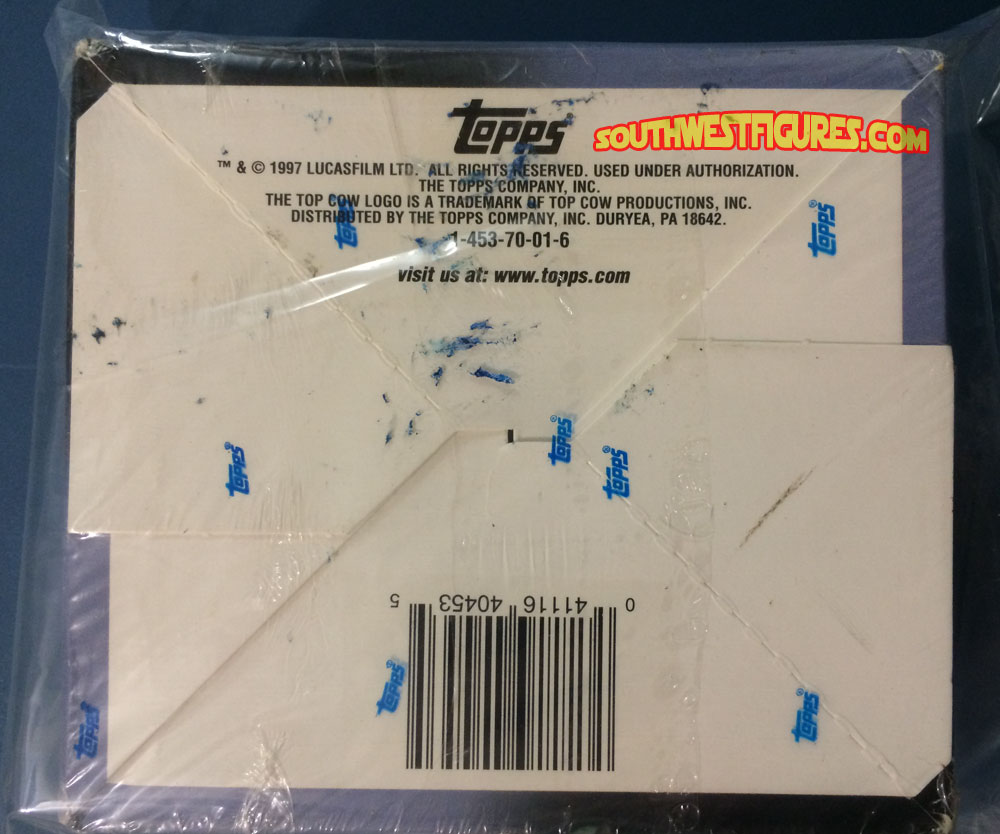 Topps®
SOUTHWESTFIGURES.COM
™ & © 1997 LUCASFILM LTD. ALL RIGHTS RESERVED. USED UNDER AUTHORIZATION.
THE TOPPS COMPANY, INC.
THE TOP COW LOGO IS A TRADEMARK OF TOP COW PRODUCTIONS, INC.
DISTRIBUTED BY THE TOPPS COMPANY, INC. DURYEA, PA 18642.
1-453-70-01-6
visit us at: www.topps.com
Topps®
Topps®
Topps®
Topps®
Topps®
Topps®
Topps®
Topps®
0 41116 40453 5